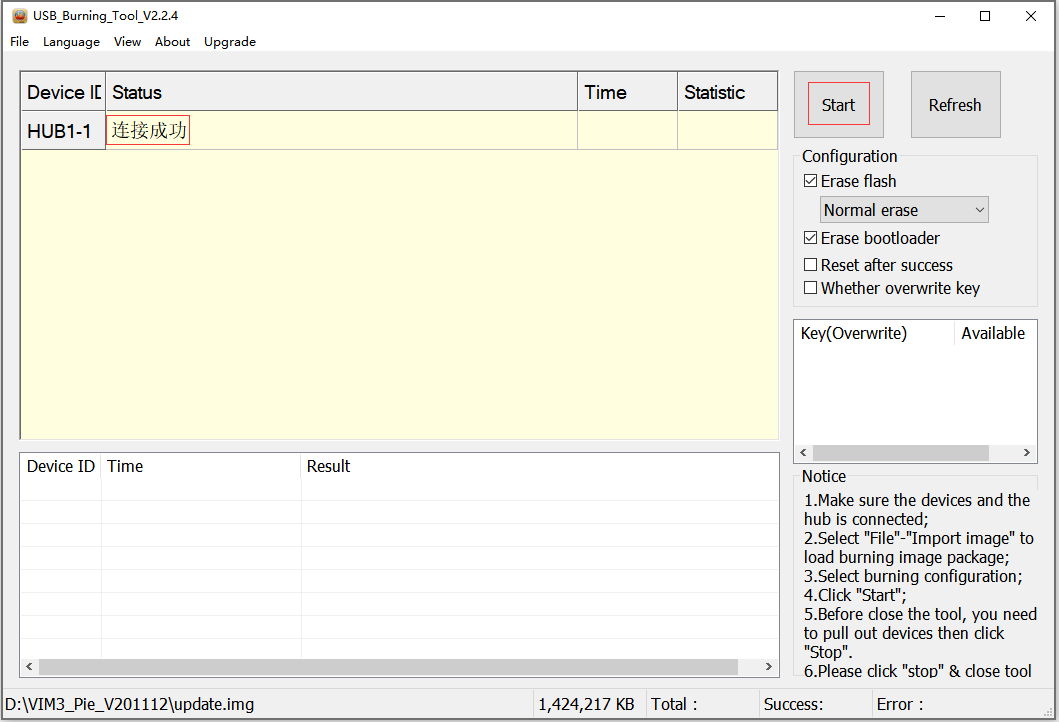 USB_Burning_Tool_V2.2.4
File Language View About Upgrade
Device ID Status Time Statistic
HUB1-1 连接成功
Start Refresh
Configuration
Erase flash
Normal erase
Erase bootloader
Reset after success
Whether overwrite key
Key(Overwrite) Available
Device ID Time Result
Notice
1.Make sure the devices and the
hub is connected;
2.Select "File"-"Import image" to
load burning image package;
3.Select burning configuration;
4.Click "Start";
5.Before close the tool, you need
to pull out devices then click
"Stop".
6.Please click "stop" & close tool
D:\VIM3_Pie_V201112\update.img 1,424,217 KB Total : Success: Error :